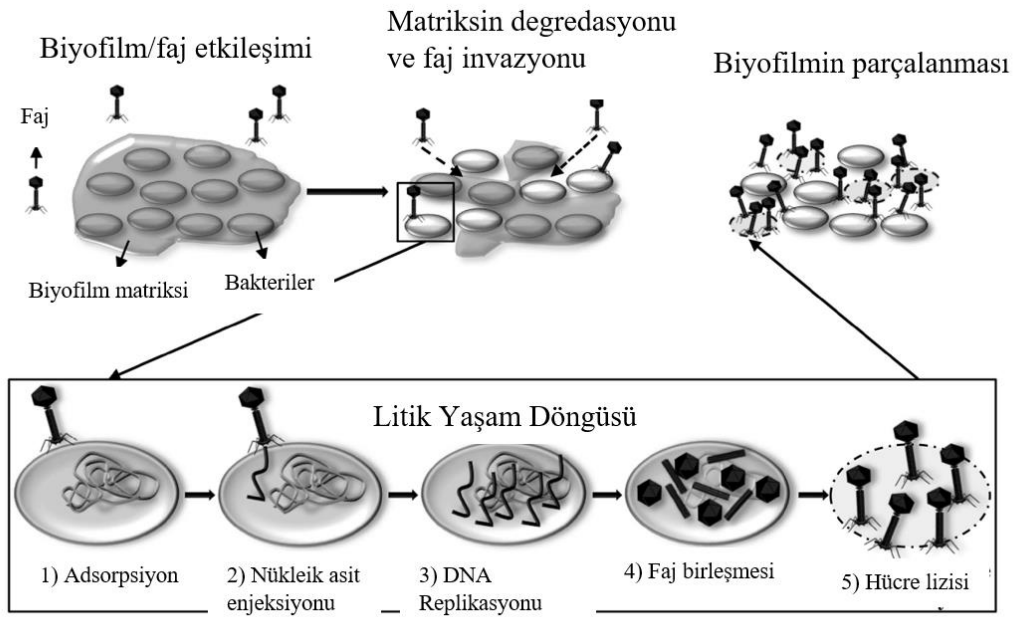 Biyofilm/faj etkileşimi
Matriksin degredasyonu
ve faj invazyonu
Biyofilmin parçalanması
Faj
Biyofilm matriksi
Bakteriler
Litik Yaşam Döngüsü
1) Adsorpsiyon
2) Nükleik asit
enjeksiyonu
3) DNA
Replikasyonu
4) Faj birleşmesi
5) Hücre lizisi